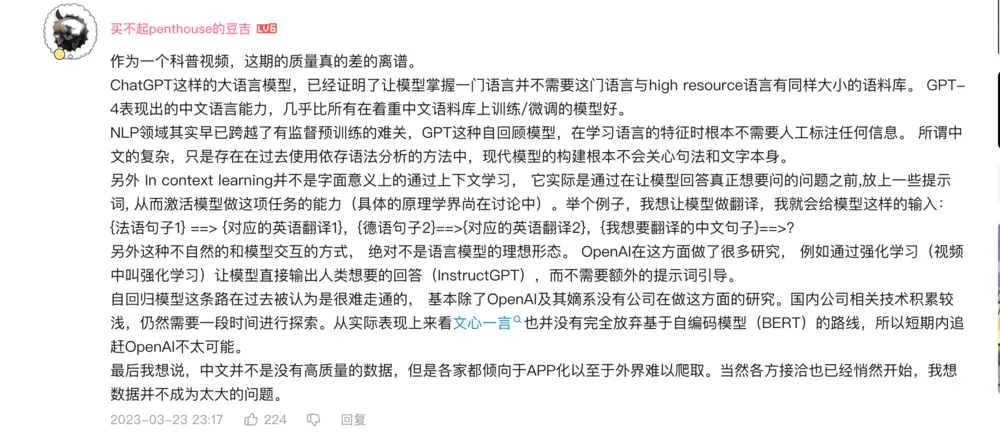 买不起penthouse的豆吉 LV6
作为一个科普视频，这期的质量真的差的离谱。
ChatGPT这样的大语言模型，已经证明了让模型掌握一门语言并不需要这门语言与high resource语言有同样大小的语料库。 GPT-
4表现出的中文语言能力，几乎比所有在着重中文语料库上训练/微调的模型好。
NLP领域其实早已跨越了有监督预训练的难关，GPT这种自回顾模型，在学习语言的特征时根本不需要人工标注任何信息。 所谓中
文的复杂，只是存在在过去使用依存语法分析的方法中，现代模型的构建根本不会关心句法和文字本身。
另外 In context learning并不是字面意义上的通过上下文学习， 它实际是通过在让模型回答真正想要问的问题之前,放上一些提示
词, 从而激活模型做这项任务的能力（具体的原理学界尚在讨论中）。举个例子，我想让模型做翻译，我就会给模型这样的输入：
{法语句子1} ==> {对应的英语翻译1}，{德语句子2}==>{对应的英语翻译2}，{我想要翻译的中文句子}==>?
另外这种不自然的和模型交互的方式， 绝对不是语言模型的理想形态。 OpenAI在这方面做了很多研究， 例如通过强化学习（视频
中叫强化学习）让模型直接输出人类想要的回答（InstructGPT），而不需要额外的提示词引导。
自回归模型这条路在过去被认为是很难走通的， 基本除了OpenAI及其嫡系没有公司在做这方面的研究。国内公司相关技术积累较
浅，仍然需要一段时间进行探索。从实际表现上来看文心一言也并没有完全放弃基于自编码模型（BERT）的路线，所以短期内追
赶OpenAI不太可能。
最后我想说，中文并不是没有高质量的数据，但是各家都倾向于APP化以至于外界难以爬取。当然各方接洽也已经悄然开始，我想
数据并不成为太大的问题。
2023-03-23 23:17 224 回复